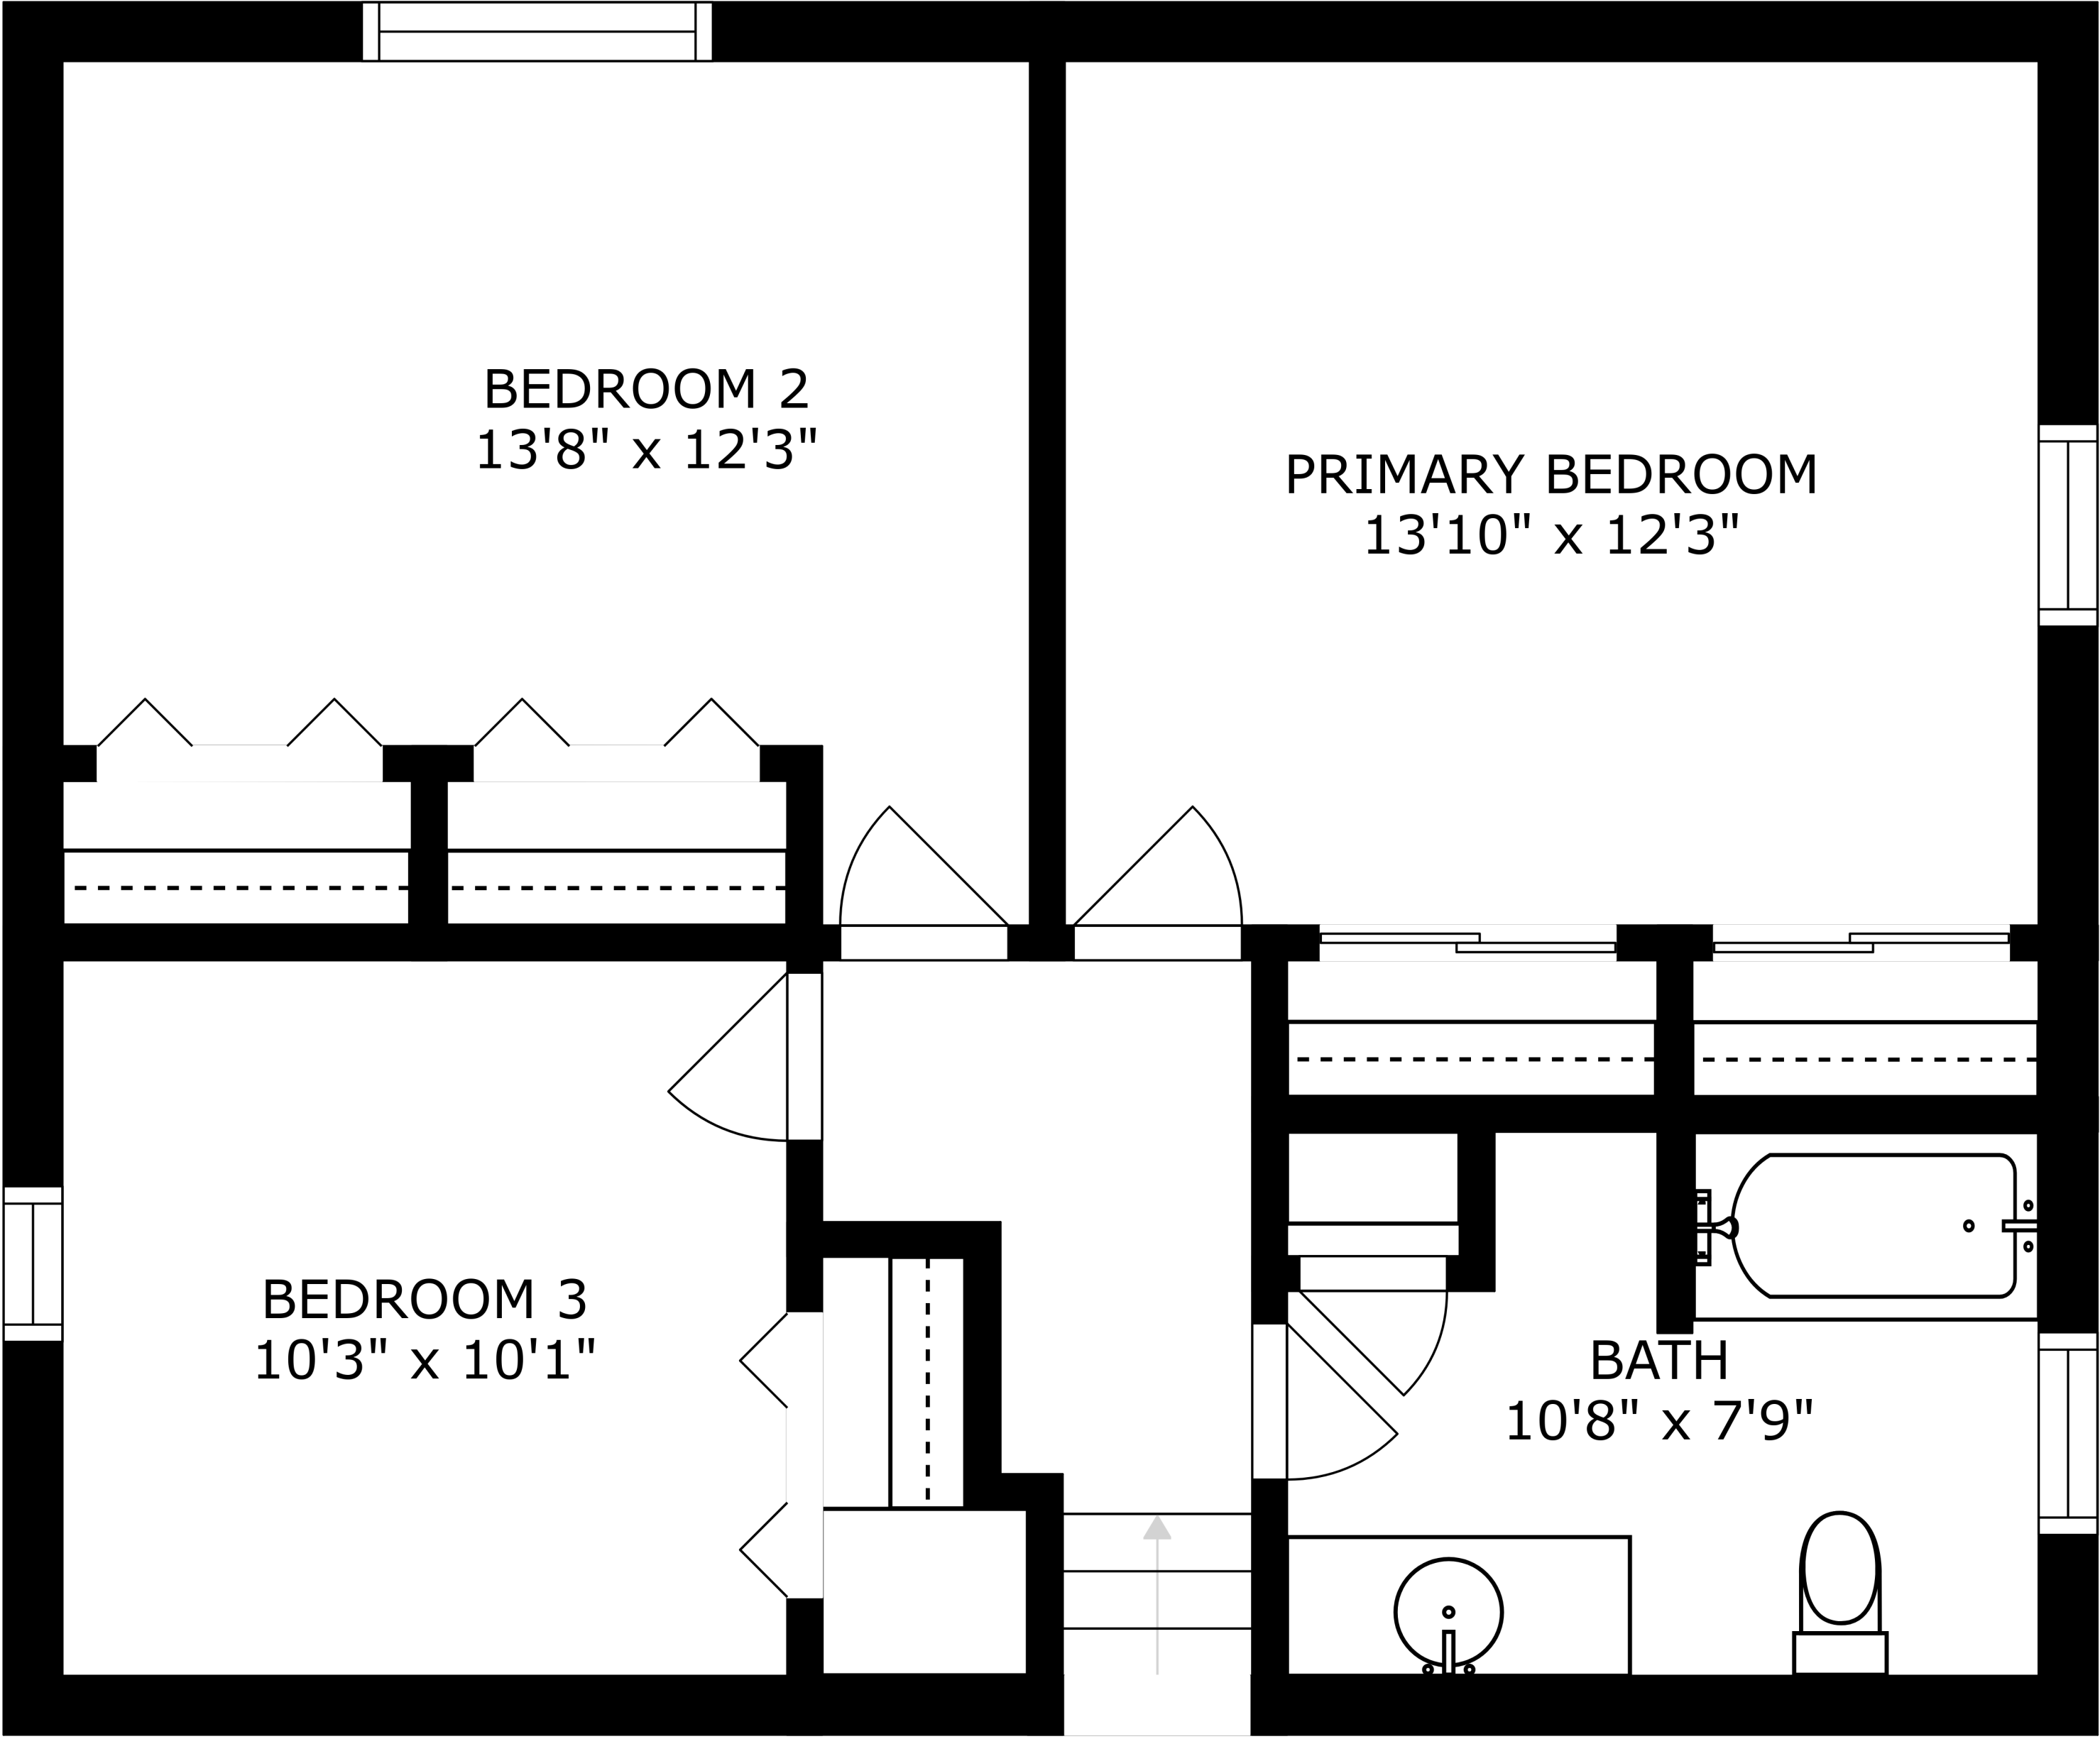 BEDROOM 2
13'8" x 12'3"
PRIMARY BEDROOM
13'10" x 12'3"
BEDROOM 3
10'3" x 10'1"
BATH
10'8" x 7'9"